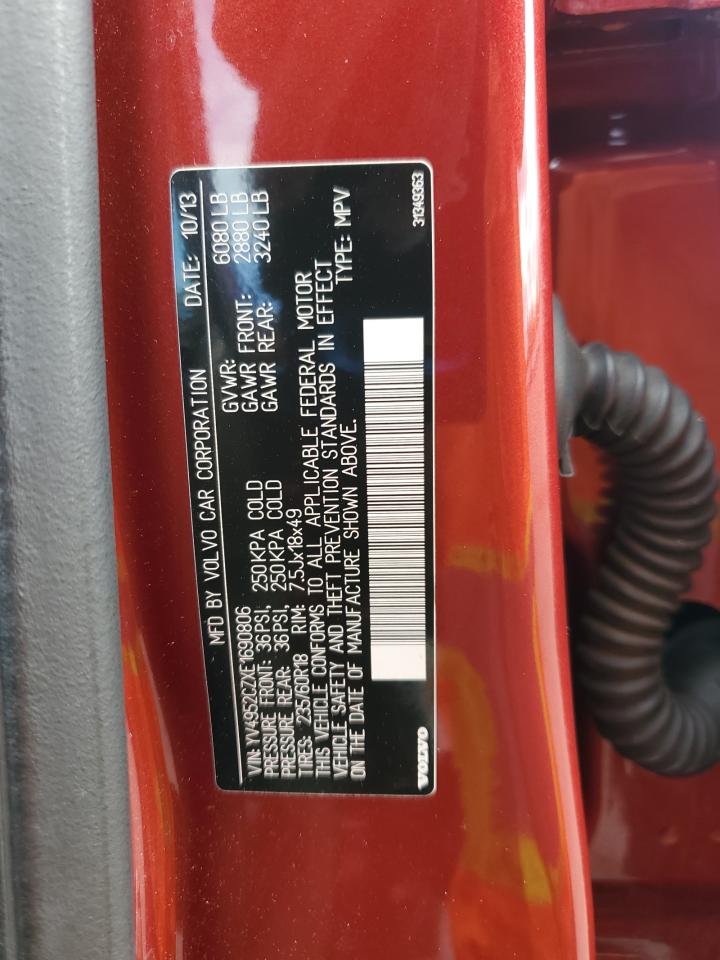 MFD BY VOLVO CAR CORPORATION DATE: 10/13
VIN: YV4952CZXE1690806 GVWR: 6080 LB
PRESSURE FRONT: 36PSI, 250KPA COLD GAWR FRONT: 2880 LB
PRESSURE REAR: 36PSI, 250KPA COLD GAWR REAR: 3240 LB
TIRES: 235/60R18 RIM: 7.5Jx18x49
THIS VEHICLE CONFORMS TO ALL APPLICABLE FEDERAL MOTOR
VEHICLE SAFETY AND THEFT PREVENTION STANDARDS IN EFFECT
ON THE DATE OF MANUFACTURE SHOWN ABOVE. TYPE: MPV
VOLVO 31349363